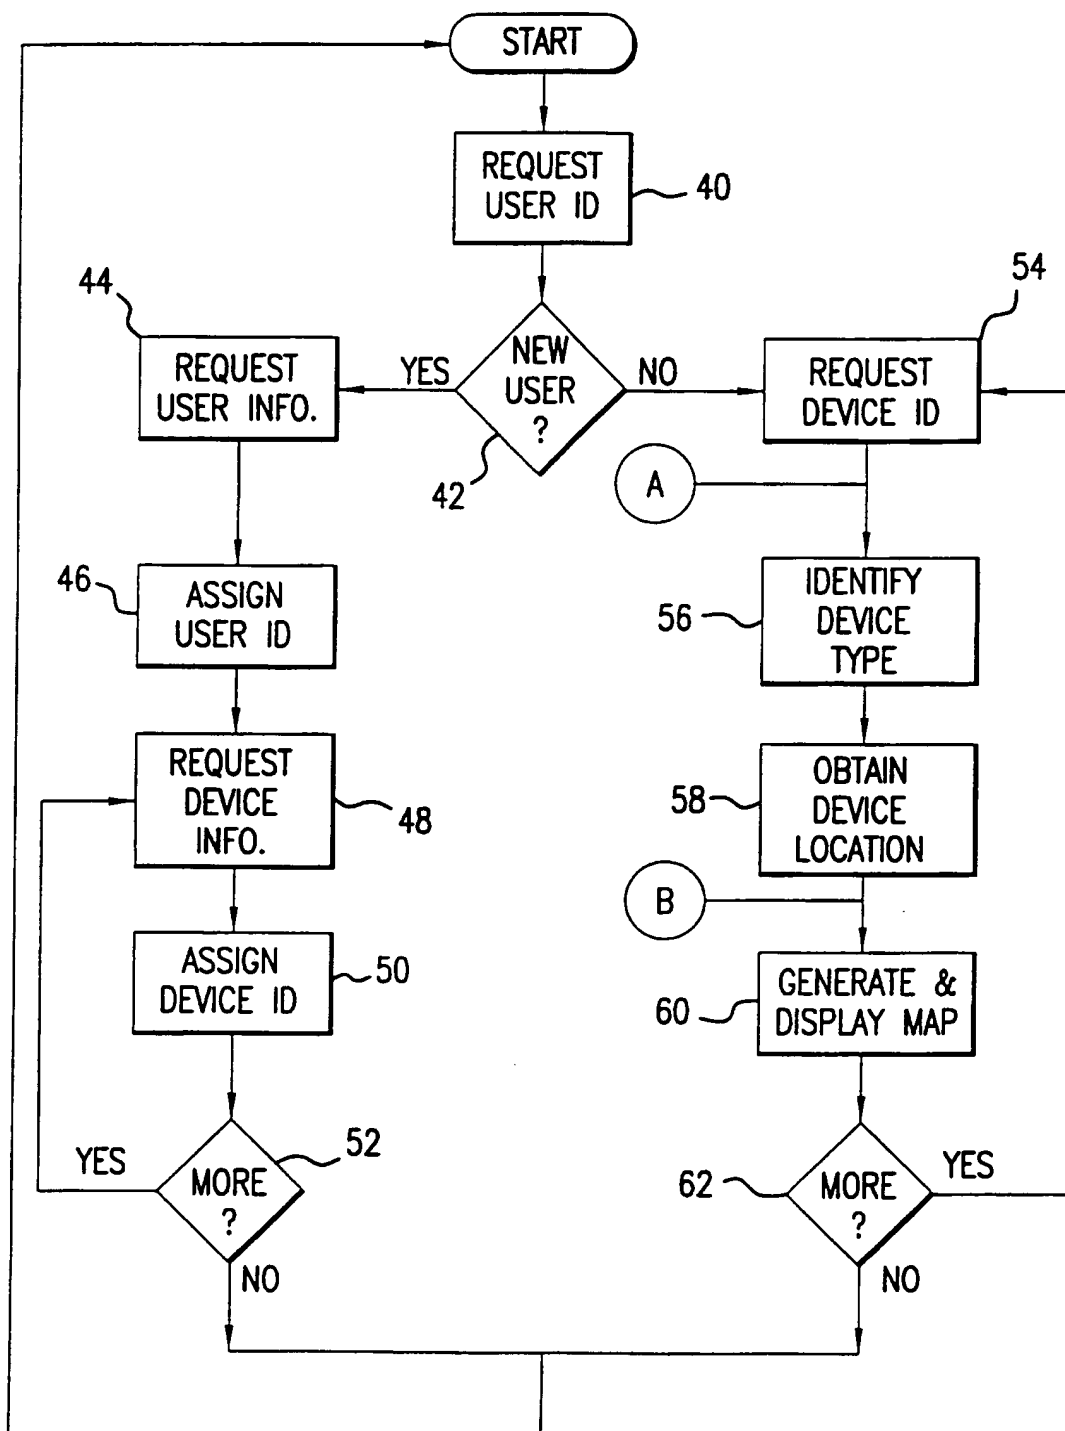 START
REQUEST
USER ID
40
44
54
REQUEST
USER INFO.
YES
NEW
USER
?
NO
REQUEST
DEVICE ID
42
A
46
ASSIGN
USER ID
56
IDENTIFY
DEVICE
TYPE
REQUEST
DEVICE
INFO.
48
58
OBTAIN
DEVICE
LOCATION
B
ASSIGN
DEVICE ID
50
60
GENERATE &
DISPLAY MAP
YES
MORE
?
52
NO
62
MORE
?
YES
NO